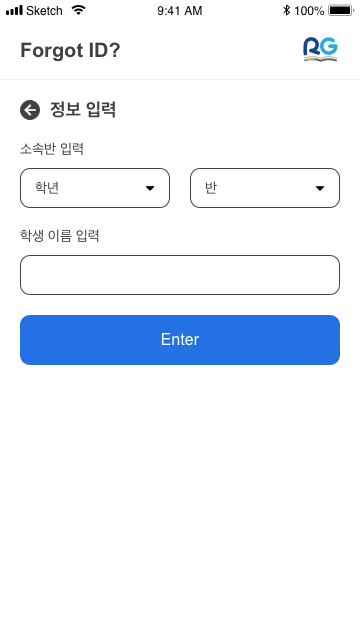 Sketch 9:41 AM 100%
Forgot ID? RG
정보 입력
소속반 입력
학년 반
학생 이름 입력
Enter